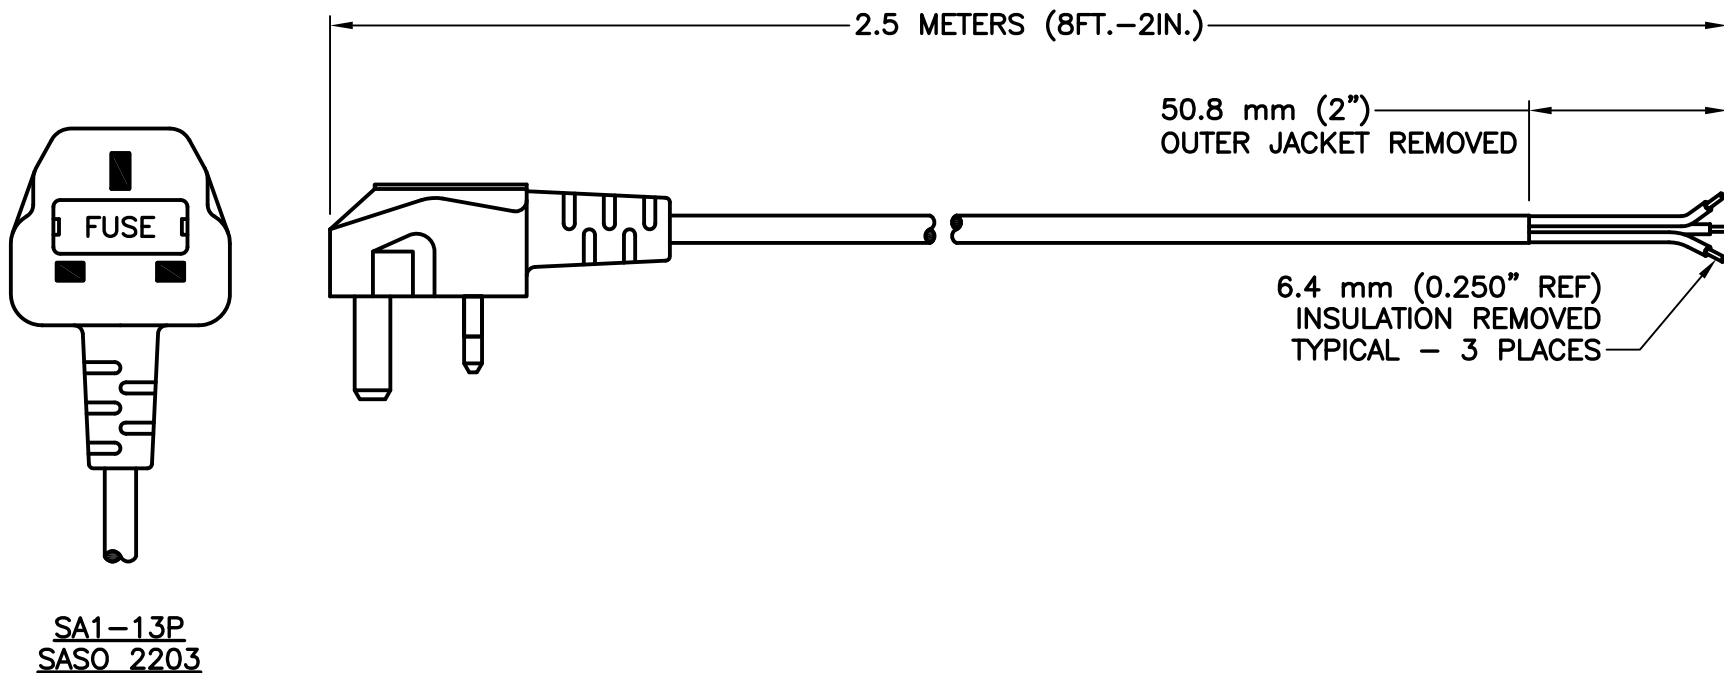 2.5 METERS (8FT.-2IN.)
50.8 mm (2")
OUTER JACKET REMOVED
FUSE
6.4 mm (0.250" REF)
INSULATION REMOVED
TYPICAL - 3 PLACES
SA1-13P
SASO 2203